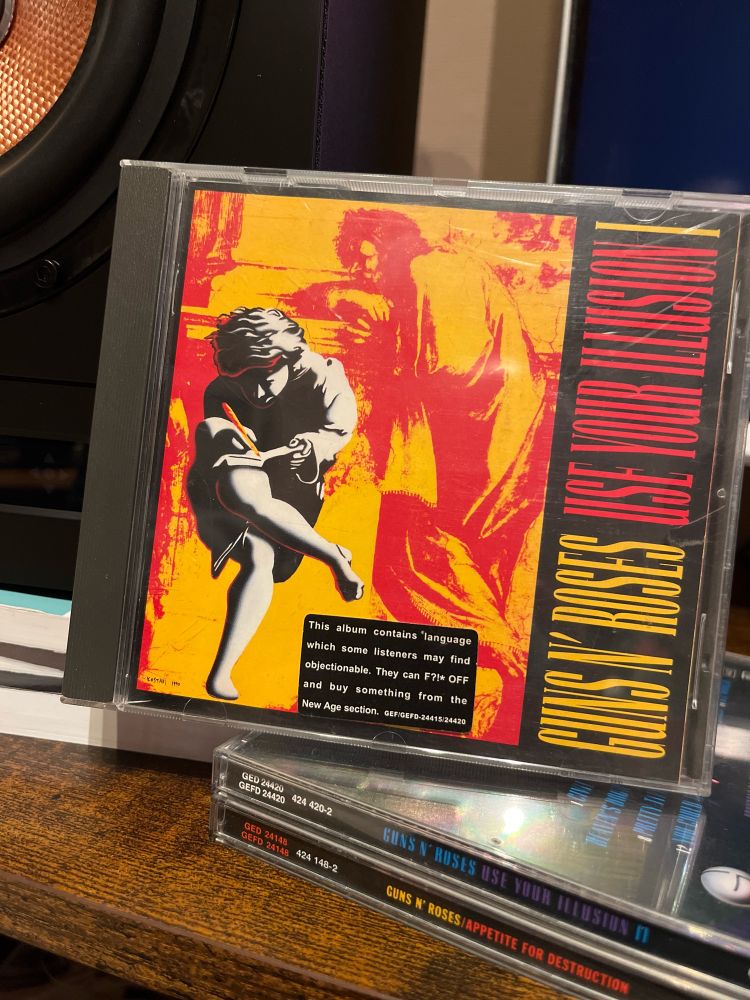 GUNS N' ROSES USE YOUR ILLUSION I
This album contains language
which some listeners may find
objectionable. They can F?!* OFF
and buy something from the
New Age section. GEF/GEFD-24415/24420
GED 24420
GEFD 24420 424 420-2
GUNS N' ROSES USE YOUR ILLUSION II
GED 24148
GEFD 24148 424 148-2
GUNS N' ROSES/APPETITE FOR DESTRUCTION